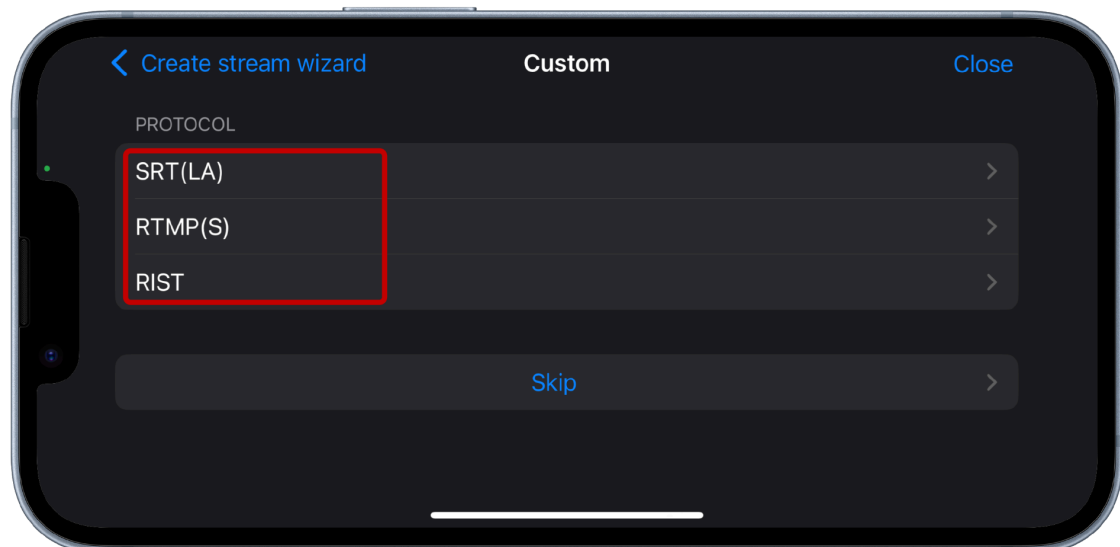 Create stream wizard Custom Close
PROTOCOL
SRT(LA)
RTMP(S)
RIST
Skip